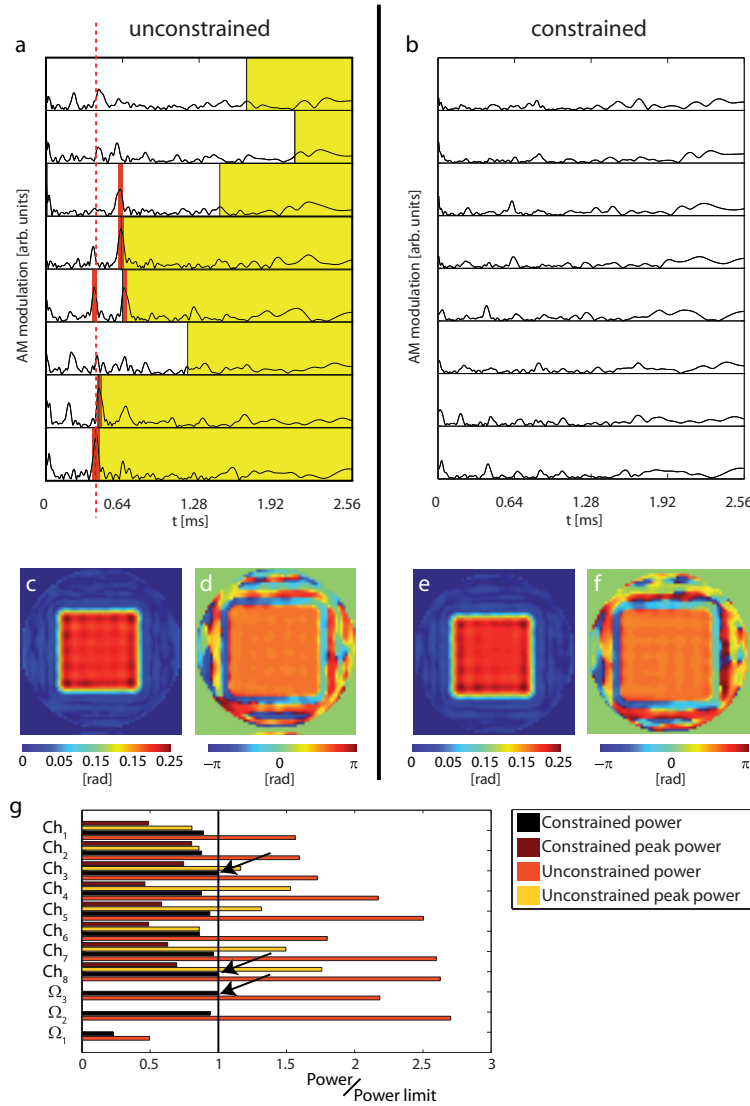 unconstrained
constrained
a
b
AM modulation [arb. units]
AM modulation [arb. units]
0 0.64 1.28 1.92 2.56
t [ms]
0 0.64 1.28 1.92 2.56
t [ms]
c
d
e
f
0 0.05 0.15 0.15 0.25
[rad]
−π π
[rad]
0 0.05 0.15 0.15 0.25
[rad]
−π π
[rad]
g
Ch1
Ch2
Ch3
Ch4
Ch5
Ch6
Ch7
Ch8
Ω3
Ω2
Ω1
0 0.5 1 1.5 2 2.5 3
Power/Power limit
Constrained power
Constrained peak power
Unconstrained power
Unconstrained peak power